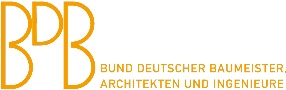 BDB
BUND DEUTSCHER BAUMEISTER,
ARCHITEKTEN UND INGENIEURE